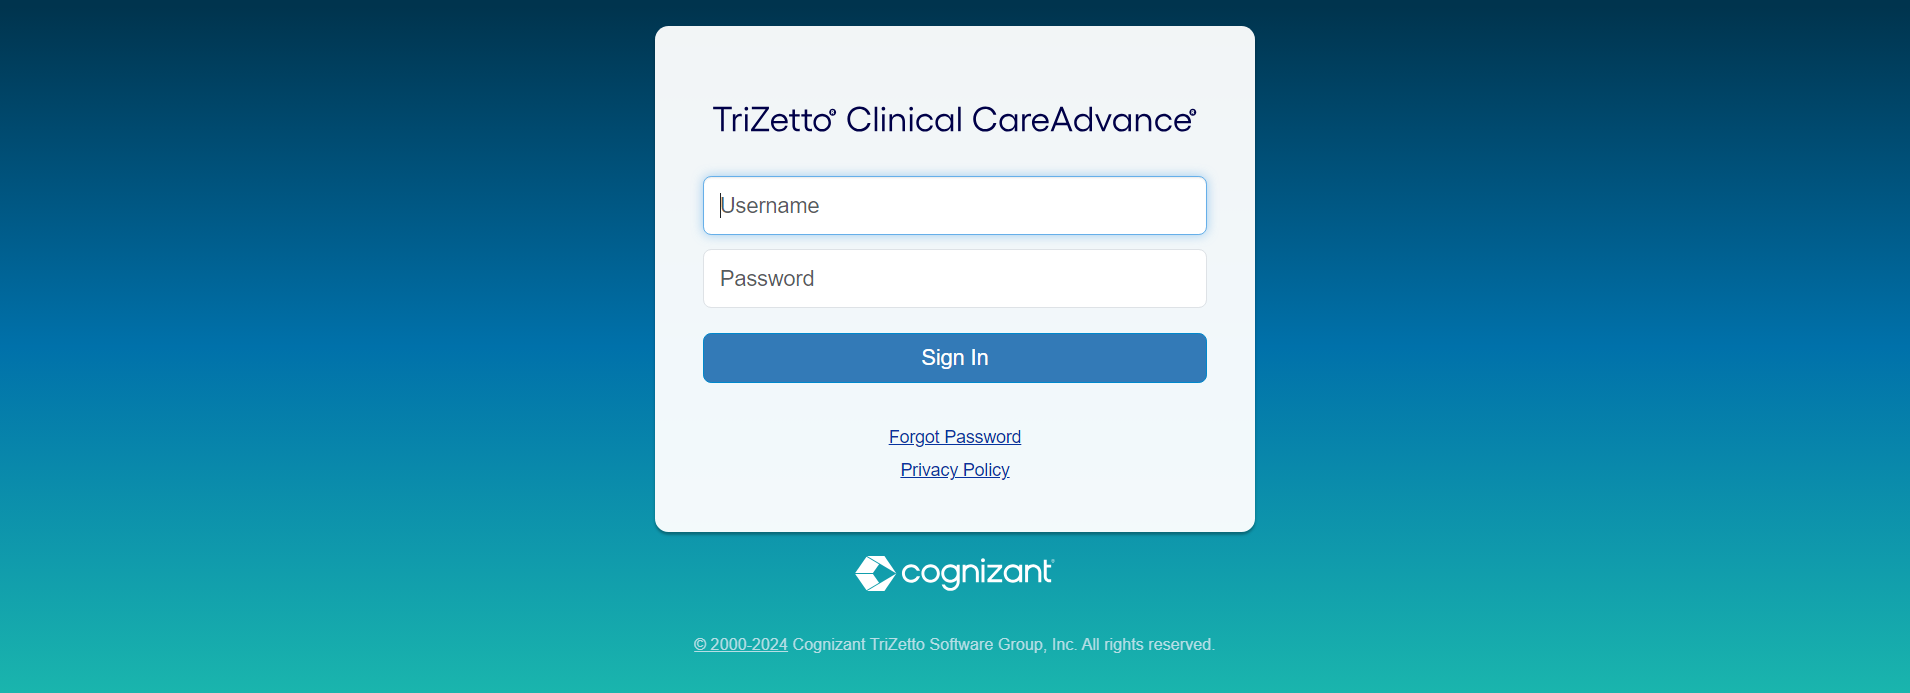 TriZetto® Clinical CareAdvance®
Username
Password
Sign In
Forgot Password
Privacy Policy
cognizant®
© 2000-2024 Cognizant TriZetto Software Group, Inc. All rights reserved.